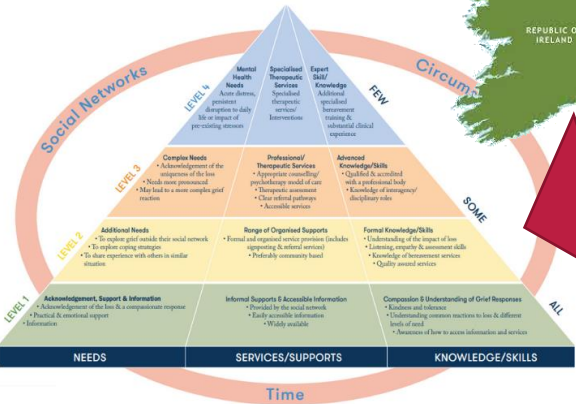 REPUBLIC O
IRELAND
Social Networks
Circums
LEVEL 4
Mental
Health
Needs
Acute distress,
persistent
disruption to daily
life or impact of
pre-existing stressors
Specialised
Therapeutic
Services
Specialised
therapeutic
services/
Interventions
Expert
Skill/
Knowledge
Additional
specialised
bereavement
training &
substantial clinical
experience
FEW
LEVEL 3
Complex Needs
• Acknowledgement of the
uniqueness of the loss
• Needs more pronounced
• May lead to a more complex grief
reaction
Professional/
Therapeutic Services
• Appropriate counselling/
psychotherapy model of care
• Therapeutic assessment
• Clear referral pathways
• Accessible services
Advanced
Knowledge/Skills
• Qualified & accredited
with a professional body
• Knowledge of interagency/
disciplinary roles
SOME
LEVEL 2
Additional Needs
• To explore grief outside their social network
• To explore coping strategies
• To share experience with others in similar
situation
Range of Organised Supports
• Formal and organised service provision (includes
signposting & referral services)
• Preferably community based
Formal Knowledge/Skills
• Understanding of the impact of loss
• Listening, empathy & assessment skills
• Knowledge of bereavement services
• Quality assured services
ALL
LEVEL 1
Acknowledgement, Support & Information
• Acknowledgement of the loss & a compassionate response
• Practical & emotional support
• Information
Informal Supports & Accessible Information
• Provided by the social network
• Easily accessible information
• Widely available
Compassion & Understanding of Grief Responses
• Kindness and tolerance
• Understanding common reactions to loss & different
levels of need
• Awareness of how to access information and services
NEEDS
SERVICES/SUPPORTS
KNOWLEDGE/SKILLS
Time